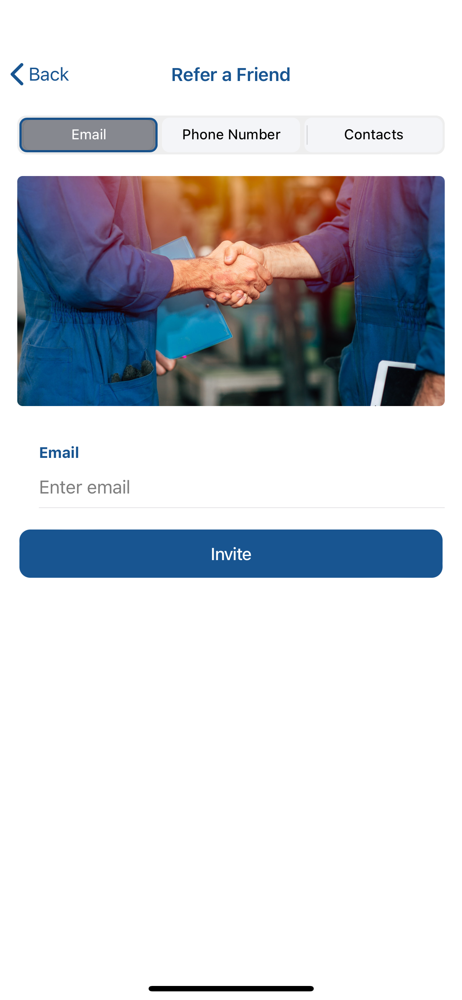 Back
Refer a Friend
Email
Phone Number
Contacts
Email
Enter email
Invite